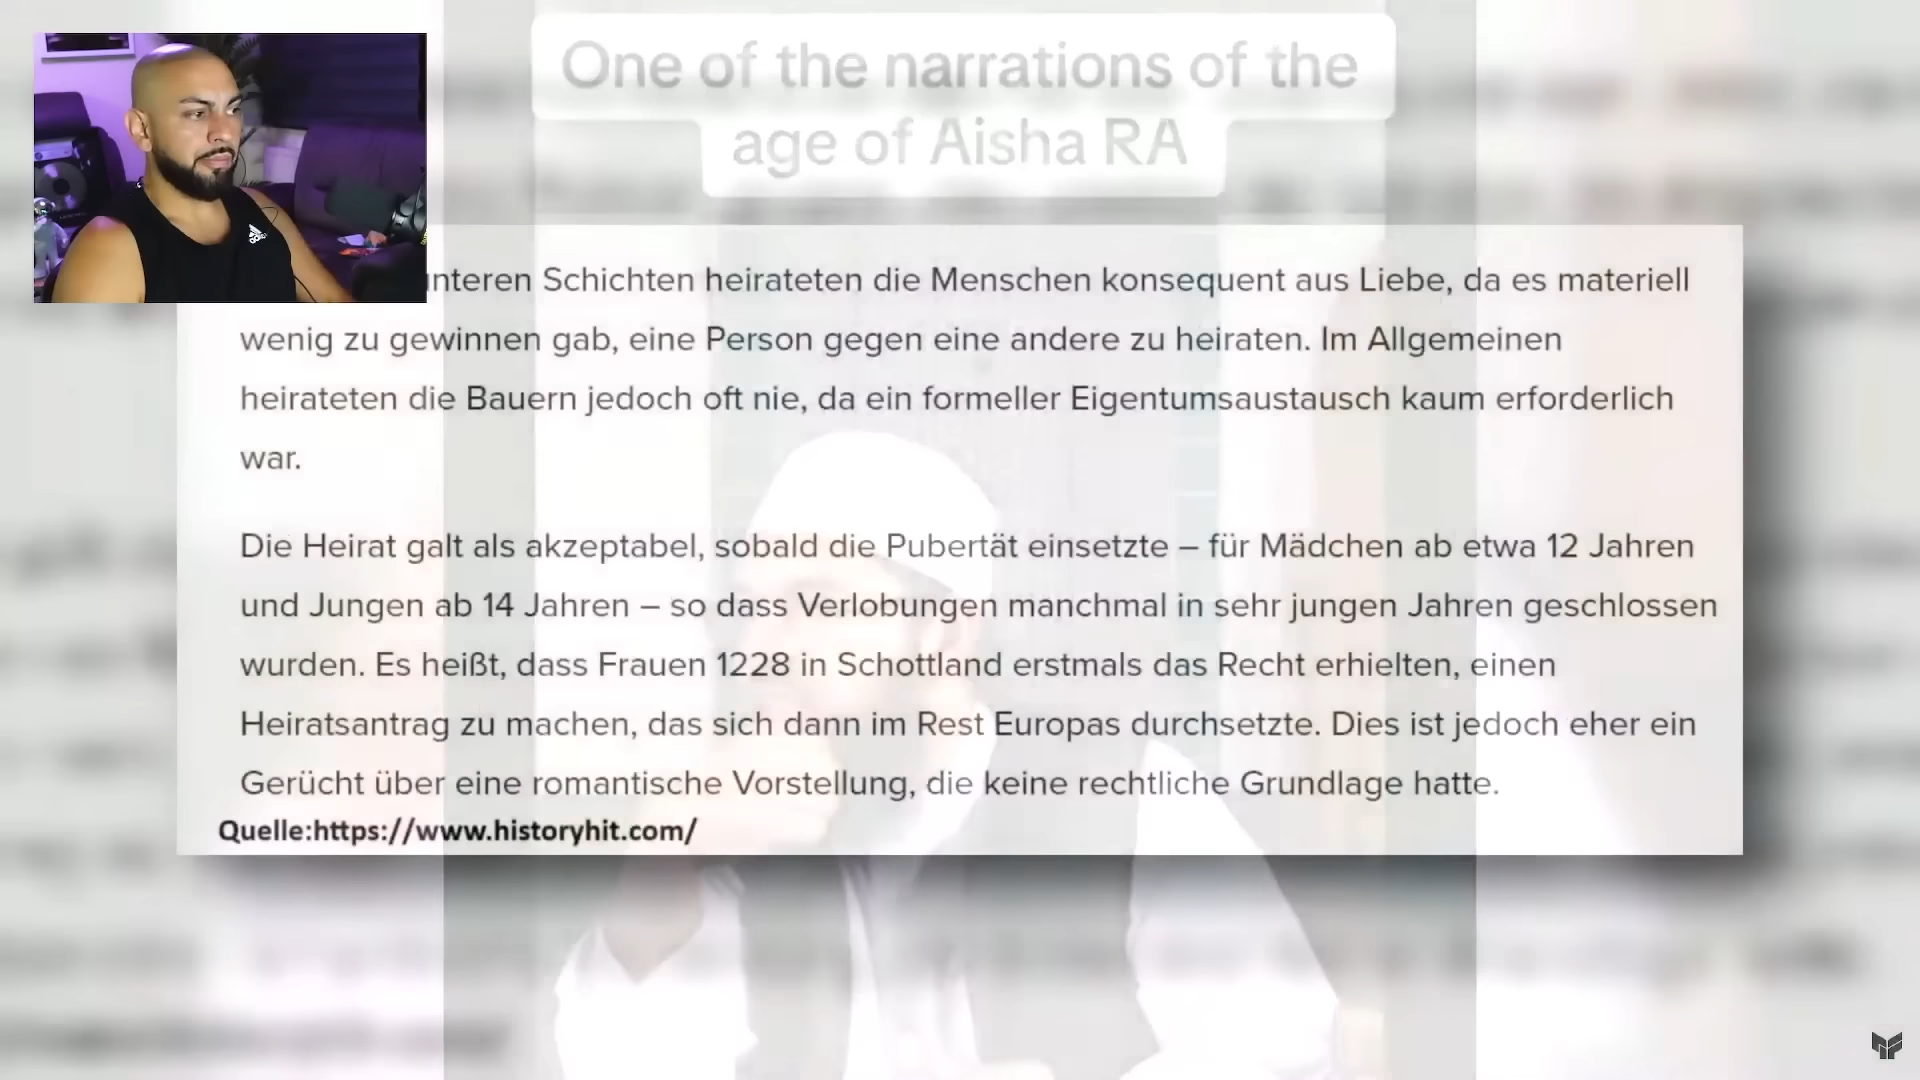 One of the narrations of the
age of Aisha RA
unteren Schichten heirateten die Menschen konsequent aus Liebe, da es materiell
wenig zu gewinnen gab, eine Person gegen eine andere zu heiraten. Im Allgemeinen
heirateten die Bauern jedoch oft nie, da ein formeller Eigentumsaustausch kaum erforderlich
war.
Die Heirat galt als akzeptabel, sobald die Pubertät einsetzte – für Mädchen ab etwa 12 Jahren
und Jungen ab 14 Jahren – so dass Verlobungen manchmal in sehr jungen Jahren geschlossen
wurden. Es heißt, dass Frauen 1228 in Schottland erstmals das Recht erhielten, einen
Heiratsantrag zu machen, das sich dann im Rest Europas durchsetzte. Dies ist jedoch eher ein
Gerücht über eine romantische Vorstellung, die keine rechtliche Grundlage hatte.
Quelle:https://www.historyhit.com/